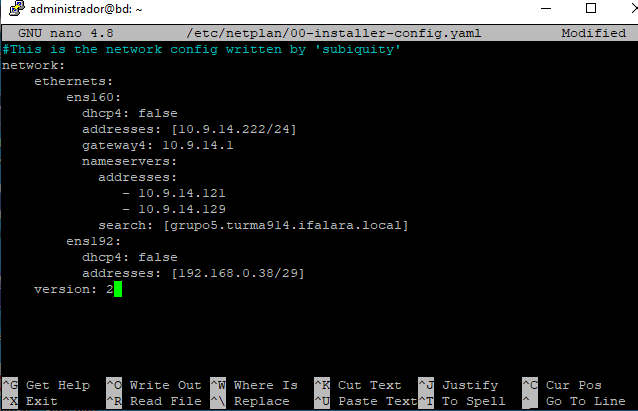 administrador@bd: ~
GNU nano 4.8 /etc/netplan/00-installer-config.yaml Modified
#This is the network config written by 'subiquity'
network:
    ethernets:
        ens160:
          dhcp4: false
          addresses: [10.9.14.222/24]
          gateway4: 10.9.14.1
          nameservers:
            addresses:
               - 10.9.14.121
               - 10.9.14.129
            search: [grupo5.turma914.ifalara.local]
        ens192:
          dhcp4: false
          addresses: [192.168.0.38/29]
    version: 2
^G Get Help ^O Write Out ^W Where Is ^K Cut Text ^J Justify ^C Cur Pos
^X Exit ^R Read File ^\ Replace ^U Paste Text ^T To Spell ^_ Go To Line